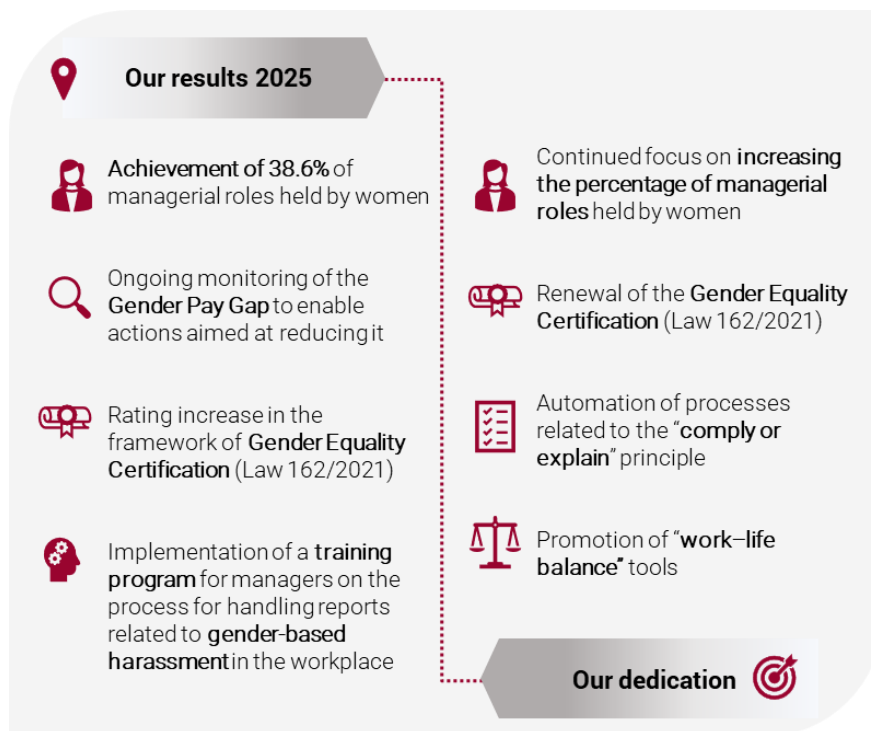 Our results 2025
Achievement of 38.6% of
managerial roles held by women
Ongoing monitoring of the
Gender Pay Gap to enable
actions aimed at reducing it
Rating increase in the
framework of Gender Equality
Certification (Law 162/2021)
Implementation of a training
program for managers on the
process for handling reports
related to gender-based
harassment in the workplace
Continued focus on increasing
the percentage of managerial
roles held by women
Renewal of the Gender Equality
Certification (Law 162/2021)
Automation of processes
related to the “comply or
explain” principle
Promotion of “work–life
balance” tools
Our dedication